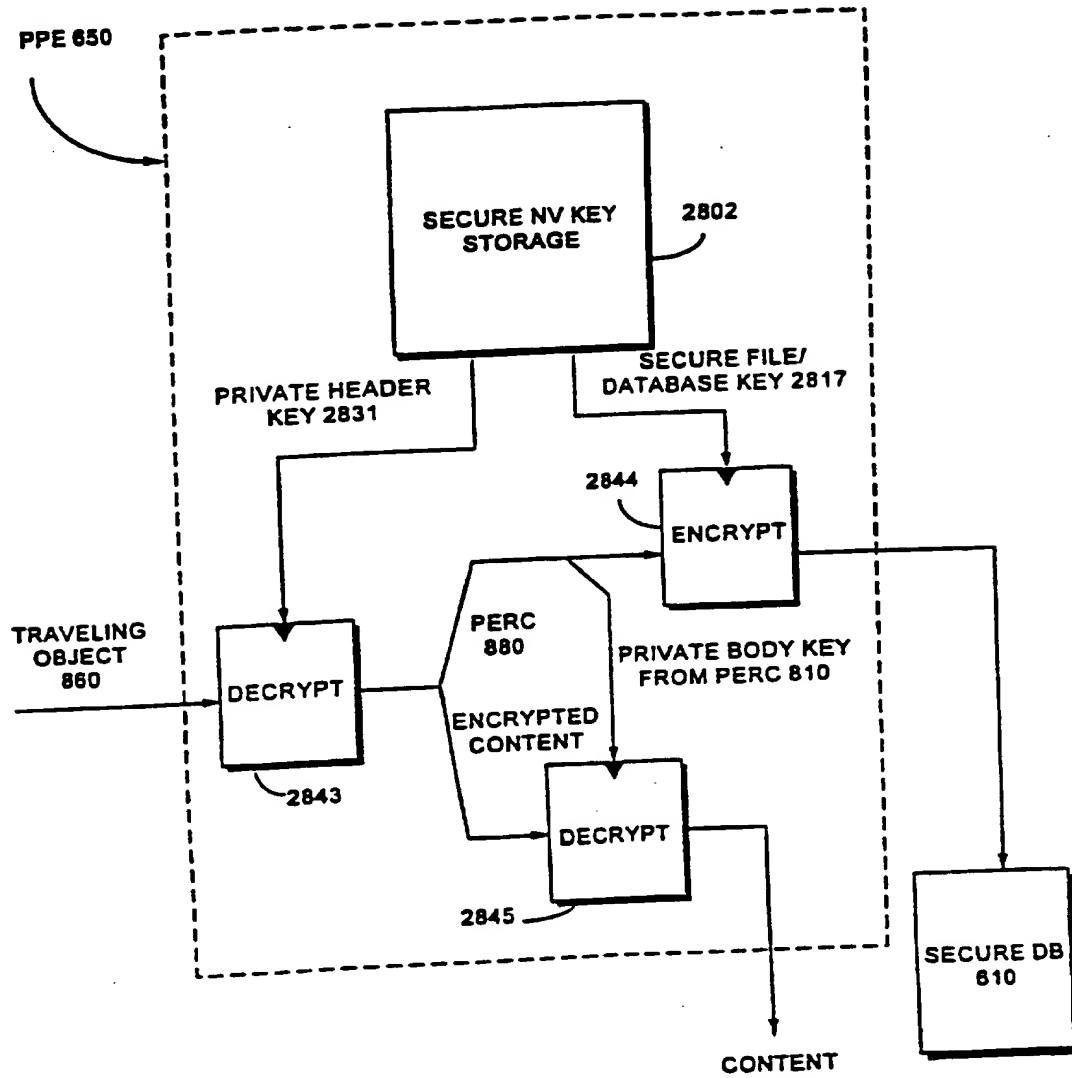 PPE 650
SECURE NV KEY
STORAGE
2802
PRIVATE HEADER
KEY 2831
SECURE FILE/
DATABASE KEY 2817
2844
ENCRYPT
TRAVELING
OBJECT
860
DECRYPT
2843
PERC
880
PRIVATE BODY KEY
FROM PERC 810
ENCRYPTED
CONTENT
DECRYPT
2845
SECURE DB
610
CONTENT